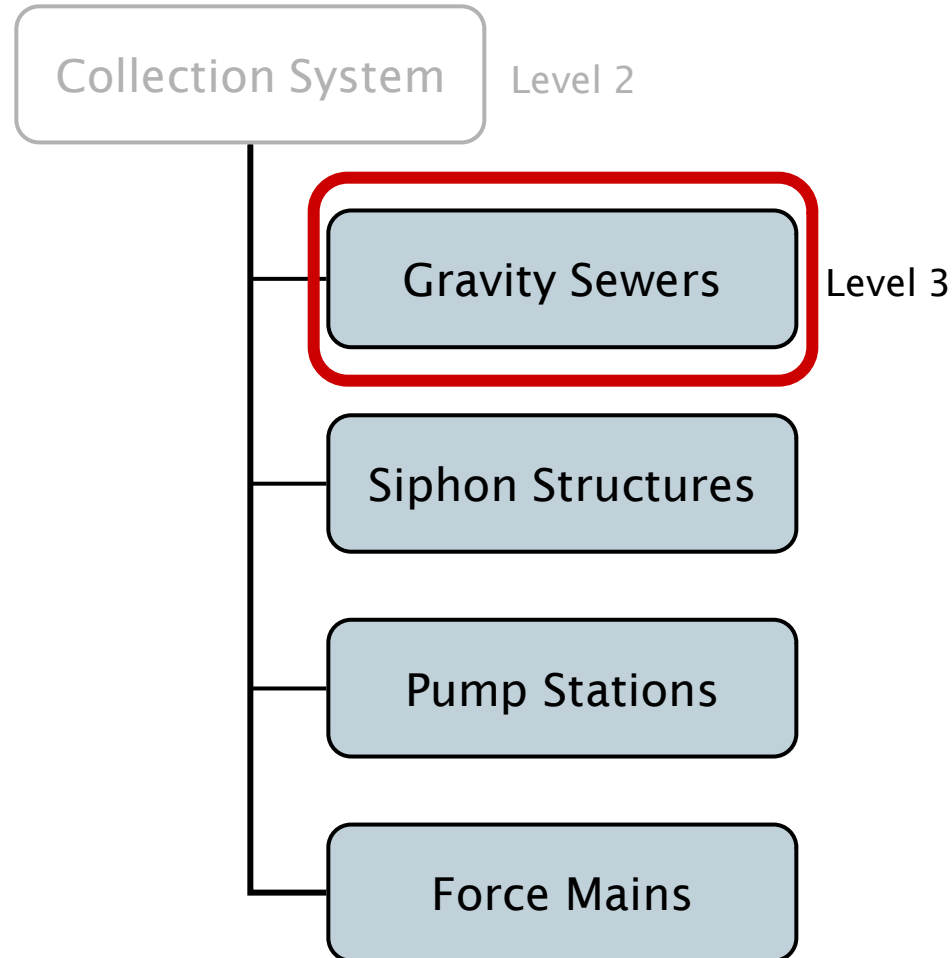 Collection System
Level 2
Gravity Sewers
Level 3
Siphon Structures
Pump Stations
Force Mains